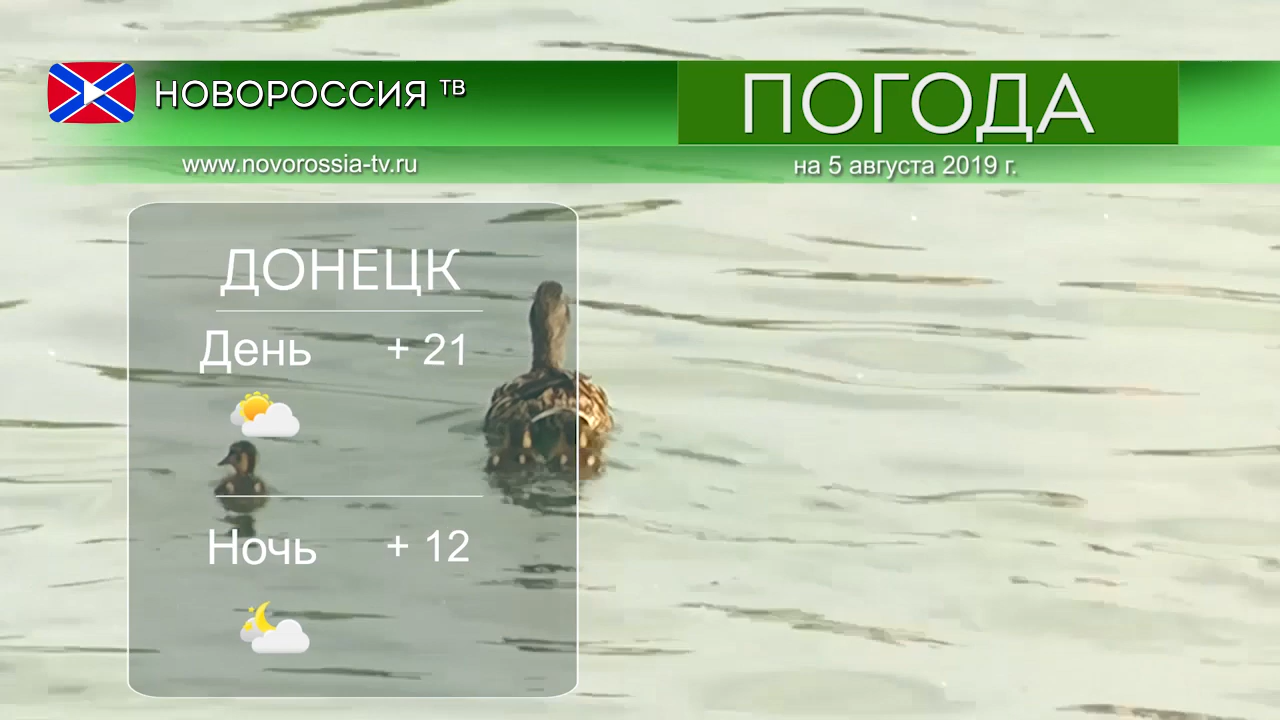 НОВОРОССИЯ ТВ
ПОГОДА
www.novorossia-tv.ru
на 5 августа 2019 г.
ДОНЕЦК
День + 21
Ночь + 12